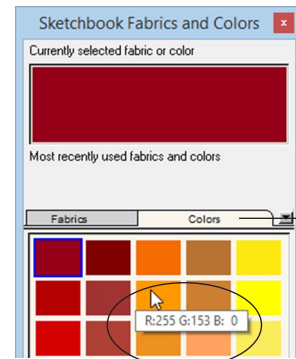 Sketchbook Fabrics and Colors x
Currently selected fabric or color
Most recently used fabrics and colors
Fabrics Colors
R:255 G:153 B: 0